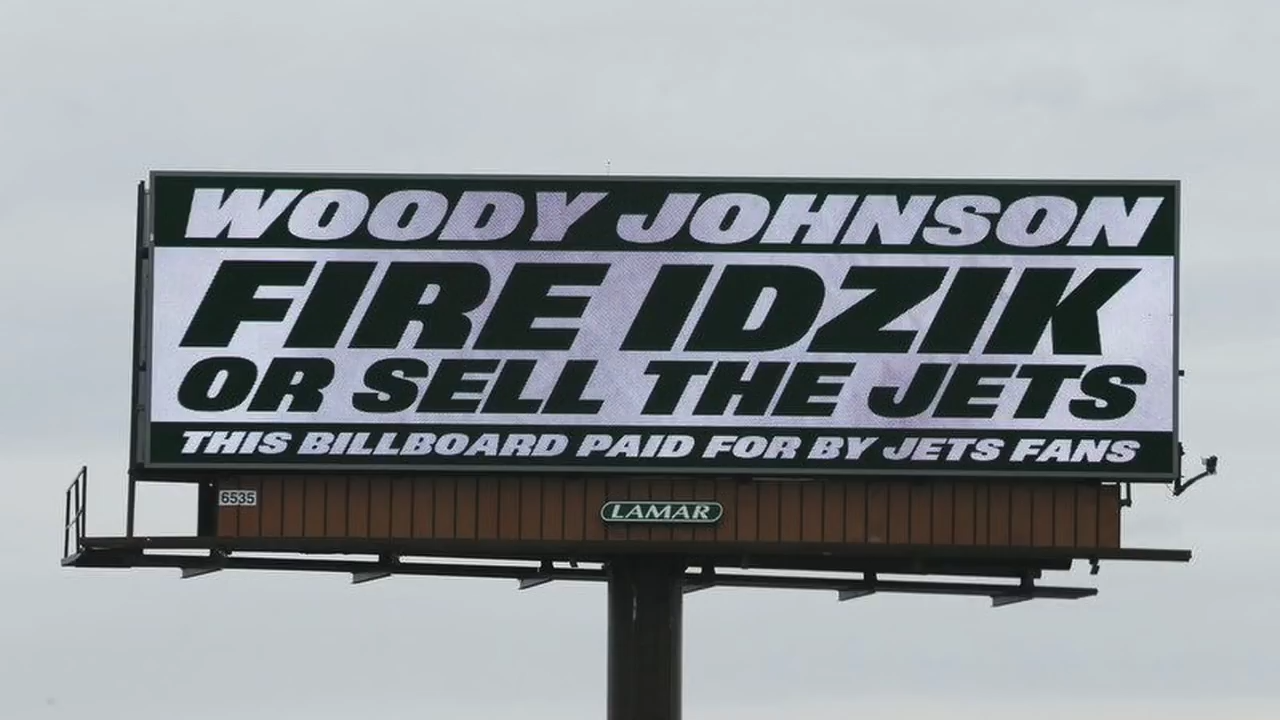 WOODY JOHNSON
FIRE IDZIK
OR SELL THE JETS
THIS BILLBOARD PAID FOR BY JETS FANS
6535
LAMAR